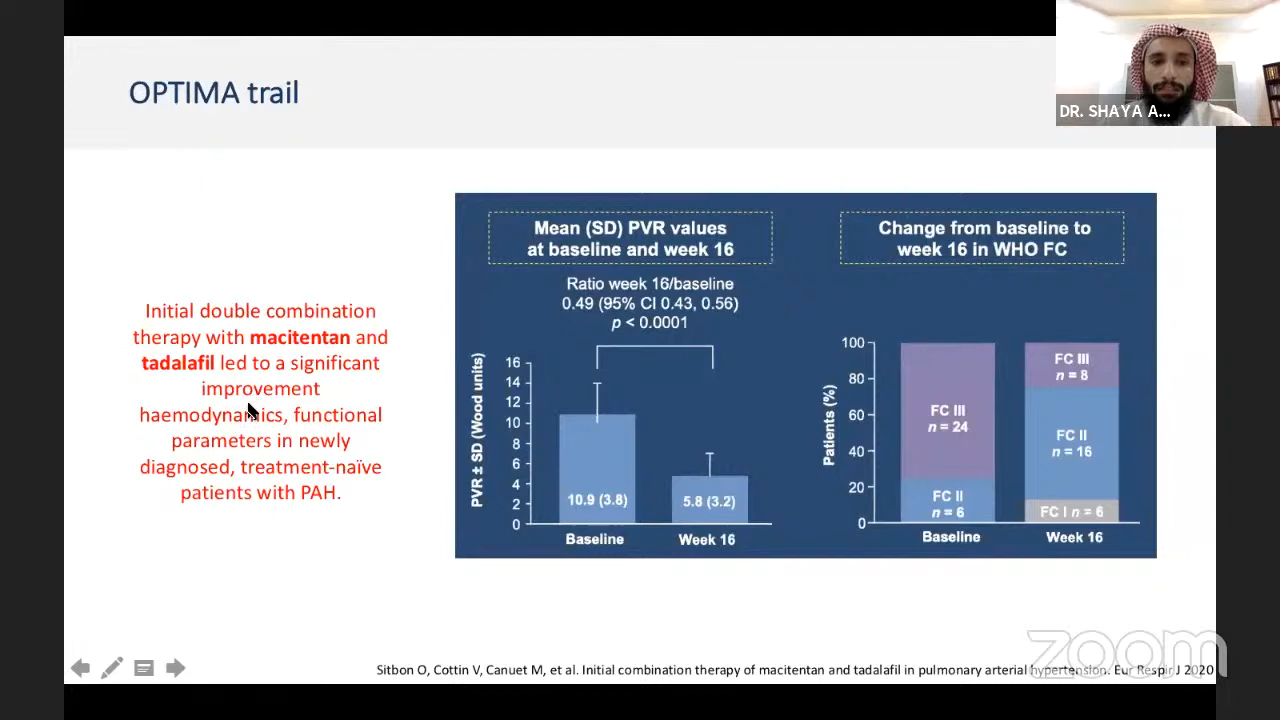 OPTIMA trail
DR. SHAYA A...
Initial double combination
therapy with macitentan and
tadalafil led to a significant
improvement
haemodynamics, functional
parameters in newly
diagnosed, treatment-naïve
patients with PAH.
Mean (SD) PVR values
at baseline and week 16
Ratio week 16/baseline
0.49 (95% CI 0.43, 0.56)
p < 0.0001
PVR ± SD (Wood units)
16
14
12
10
8
6
4
2
0
10.9 (3.8)
5.8 (3.2)
Baseline
Week 16
Change from baseline to
week 16 in WHO FC
Patients (%)
100
80
60
40
20
0
FC III
n = 24
FC II
n = 6
FC III
n = 8
FC II
n = 16
FC I n = 6
Baseline
Week 16
zoom
Sitbon O, Cottin V, Canuet M, et al. Initial combination therapy of macitentan and tadalafil in pulmonary arterial hypertension. Eur Respir J 2020